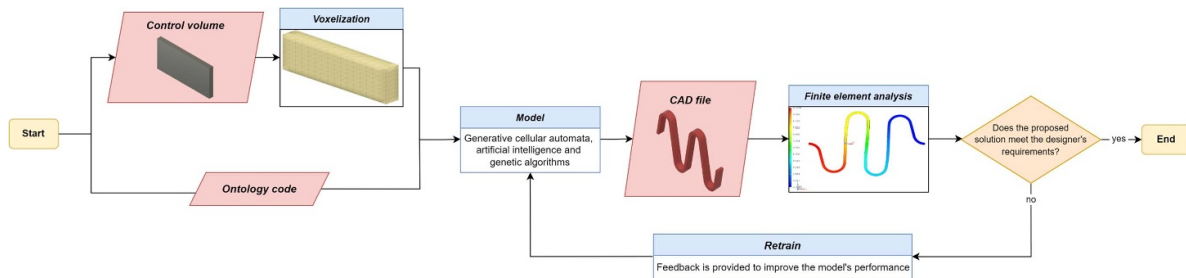 Start
Control volume
Voxelization
Ontology code
Model
Generative cellular automata,
artificial intelligence and
genetic algorithms
CAD file
Finite element analysis
Does the proposed
solution meet the designer's
requirements?
yes
End
no
Retrain
Feedback is provided to improve the model's performance